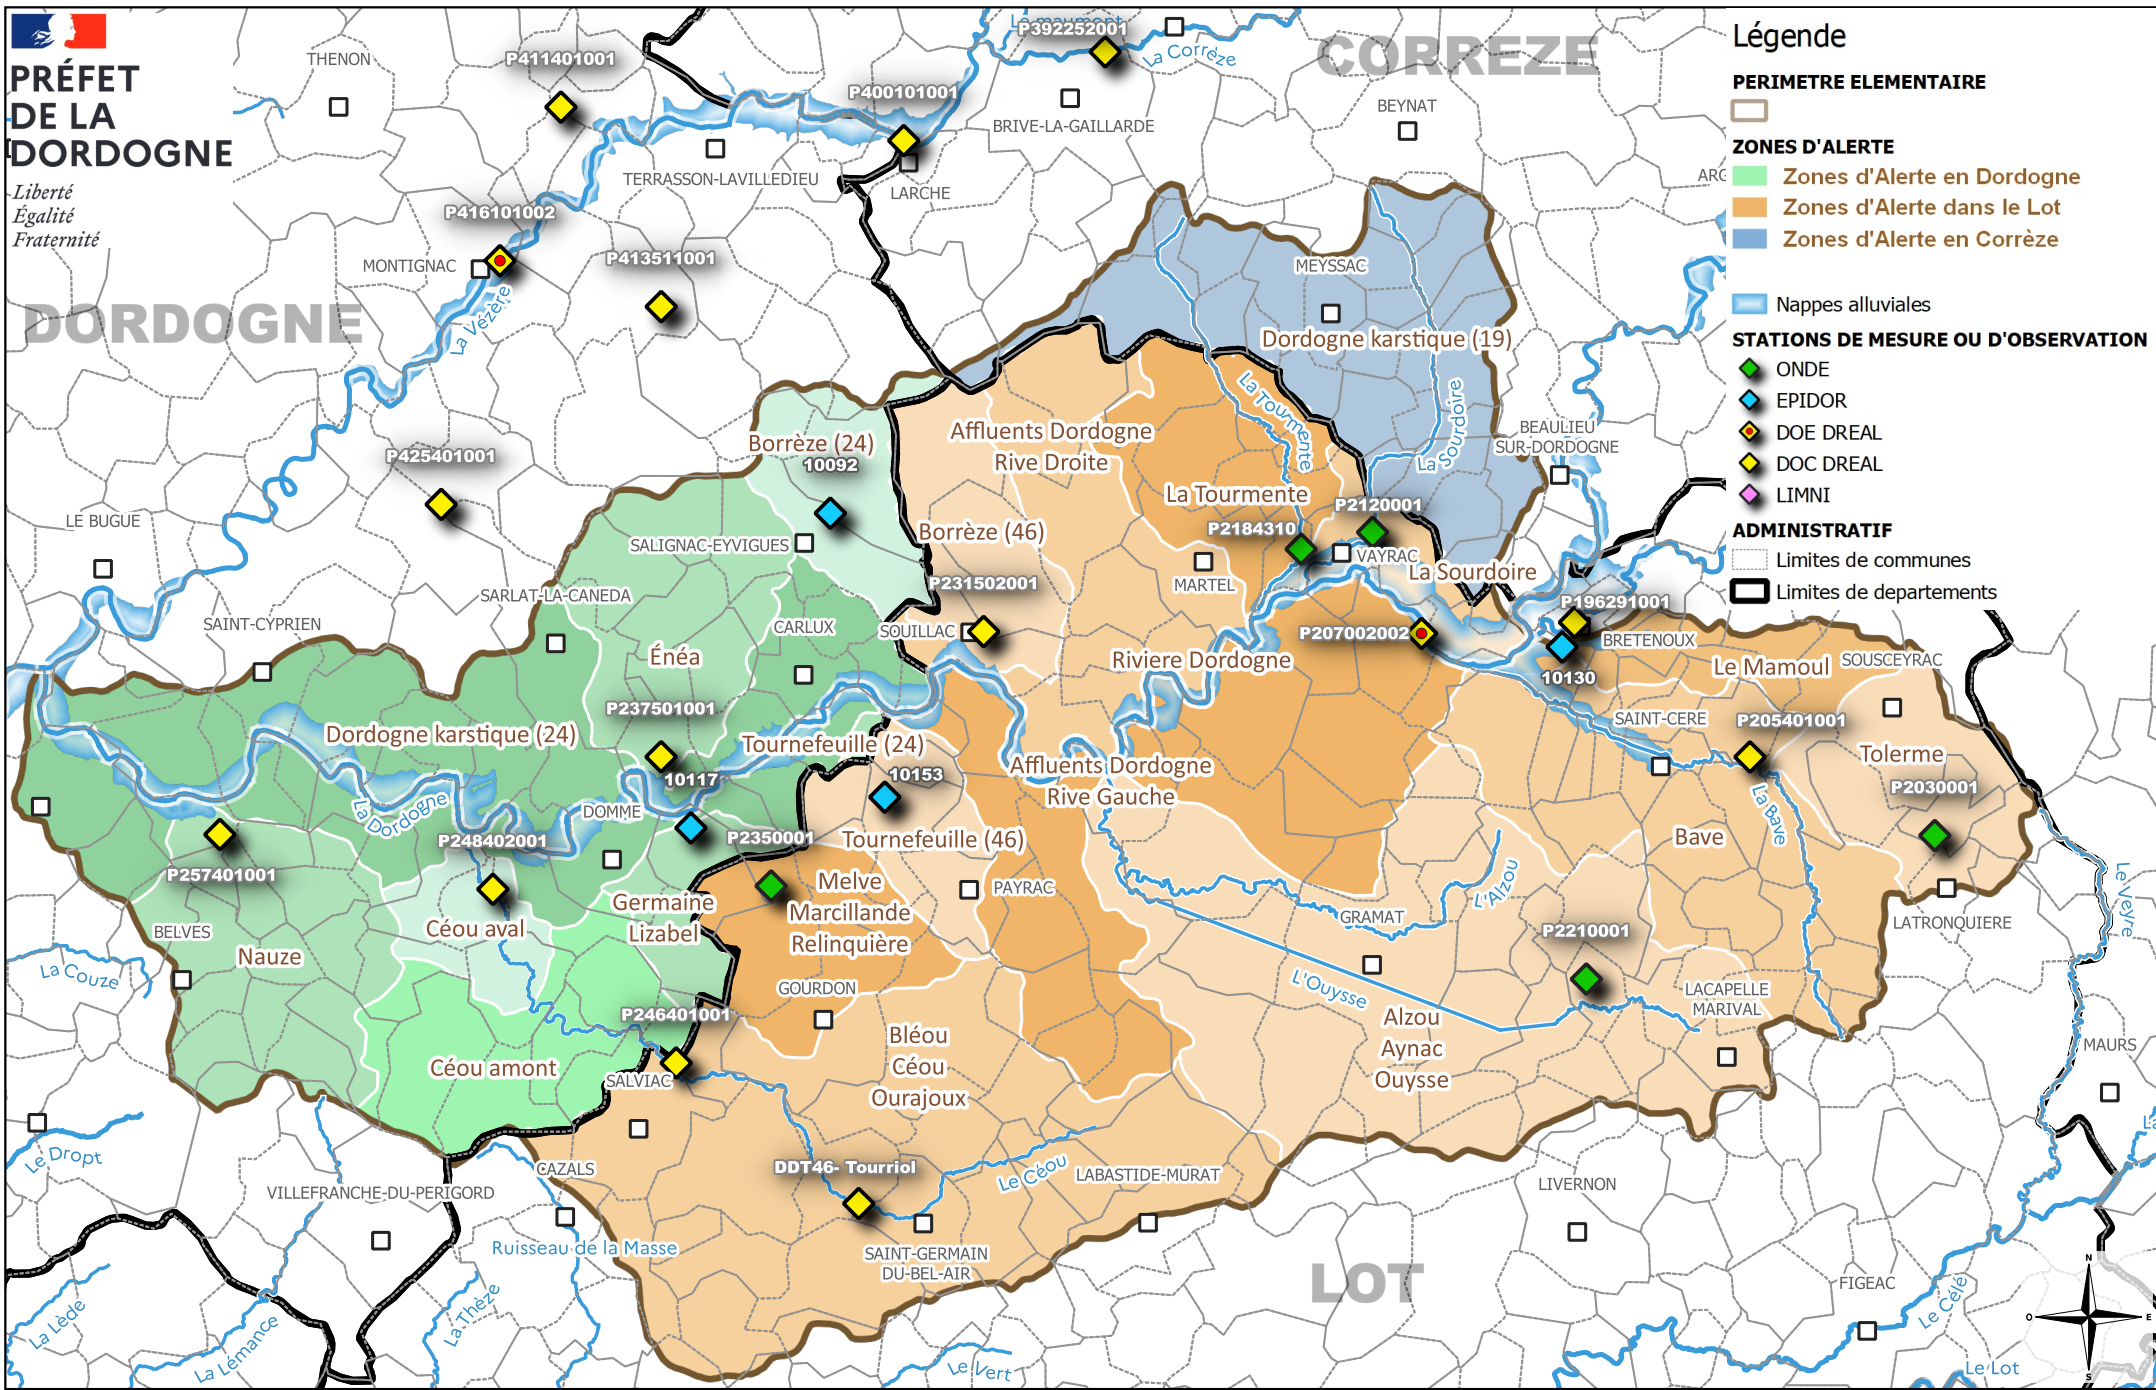 PRÉFET
DE LA
DORDOGNE
Liberté
Égalité
Fraternité
THENON
P411401001
Le maumont
P392252001
La Corrèze
CORREZE
P400101001
BRIVE-LA-GAILLARDE
BEYNAT
TERRASSON-LAVILLEDIEU
LARCHE
ARG
P416101002
MONTIGNAC
P413511001
DORDOGNE
La Vézère
MEYSSAC
Dordogne karstique (19)
La Tourmente
La Sourdoire
P425401001
LE BUGUE
Borrèze (24)
10092
Affluents Dordogne
Rive Droite
BEAULIEU
SUR-DORDOGNE
La Tourmente
P2120001
P2184310
Borrèze (46)
SALIGNAC-EYVIGUES
VAYRAC
La Sourdoire
MARTEL
P231502001
SARLAT-LA-CANEDA
SAINT-CYPRIEN
CARLUX
SOUILLAC
P196291001
P207002002
BRETENOUX
Énéa
Riviere Dordogne
Le Mamoul
SOUSCEYRAC
10130
P237501001
SAINT-CERE
P205401001
Dordogne karstique (24)
Tournefeuille (24)
Tolerme
Affluents Dordogne
Rive Gauche
10117
10153
P2030001
La Dordogne
DOMME
P248402001
P2350001
Tournefeuille (46)
Bave
La Bave
P257401001
Melve
Marcillande
Relinquière
PAYRAC
L'Alzou
GRAMAT
Germaine
Lizabel
Céou aval
BELVES
Nauze
P2210001
LATRONQUIERE
Le Veyre
La Couze
GOURDON
L'Ouysse
LACAPELLE
MARIVAL
P246401001
Alzou
Aynac
Ouysse
Bléou
Céou
Ourajoux
MAURS
Céou amont
SALVIAC
Le Dropt
CAZALS
DDT46- Tourriol
Le Céou
LABASTIDE-MURAT
LIVERNON
VILLEFRANCHE-DU-PERIGORD
Ruisseau de la Masse
SAINT-GERMAIN
DU-BEL-AIR
LOT
FIGEAC
La Lède
La Lémance
La Thèze
Le Vert
Le Célé
Le Lot
La
N
O
E
S
Légende
PERIMETRE ELEMENTAIRE
ZONES D'ALERTE
Zones d'Alerte en Dordogne
Zones d'Alerte dans le Lot
Zones d'Alerte en Corrèze
Nappes alluviales
STATIONS DE MESURE OU D'OBSERVATION
ONDE
EPIDOR
DOE DREAL
DOC DREAL
LIMNI
ADMINISTRATIF
Limites de communes
Limites de departements